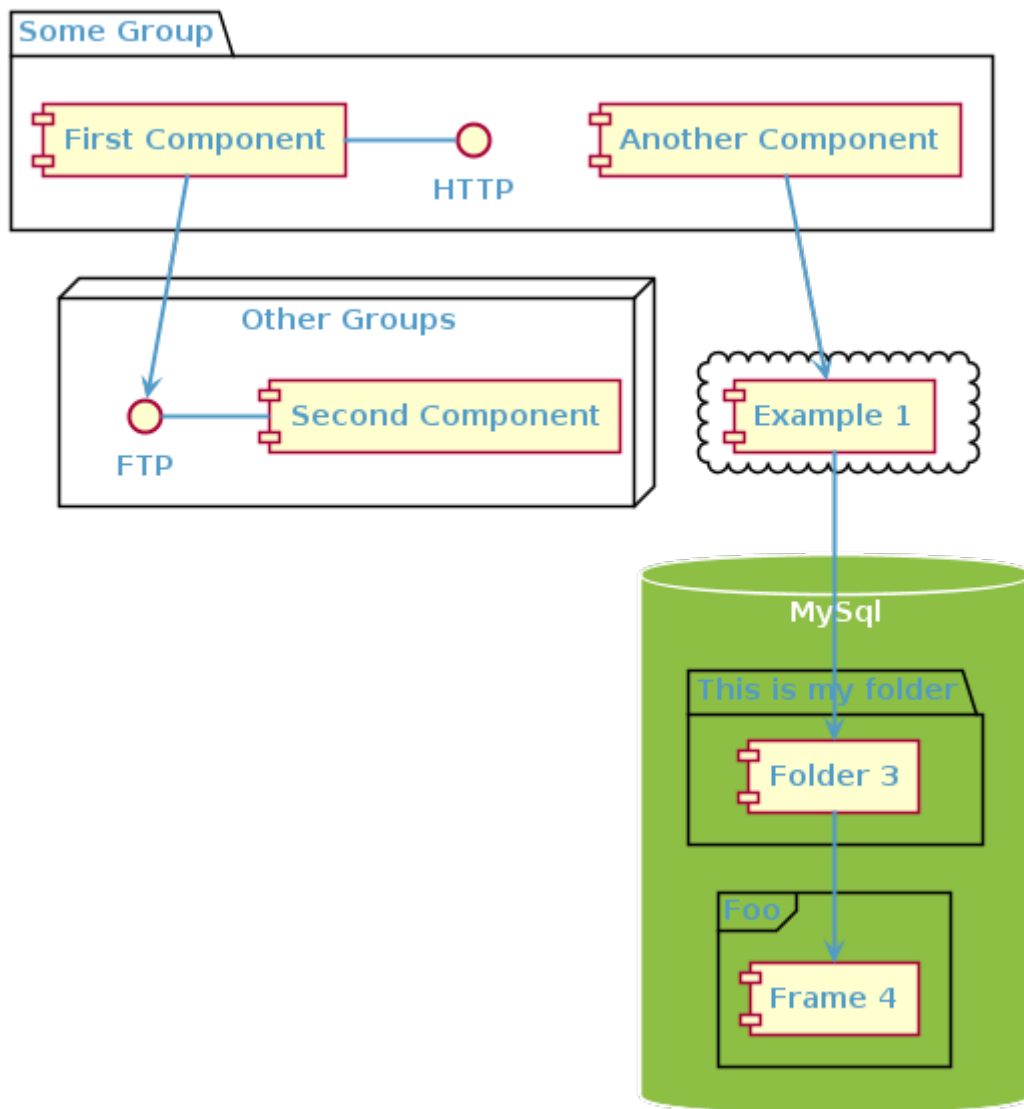 Some Group
First Component
HTTP
Another Component
Other Groups
FTP
Second Component
Example 1
MySql
This is my folder
Folder 3
Foo
Frame 4